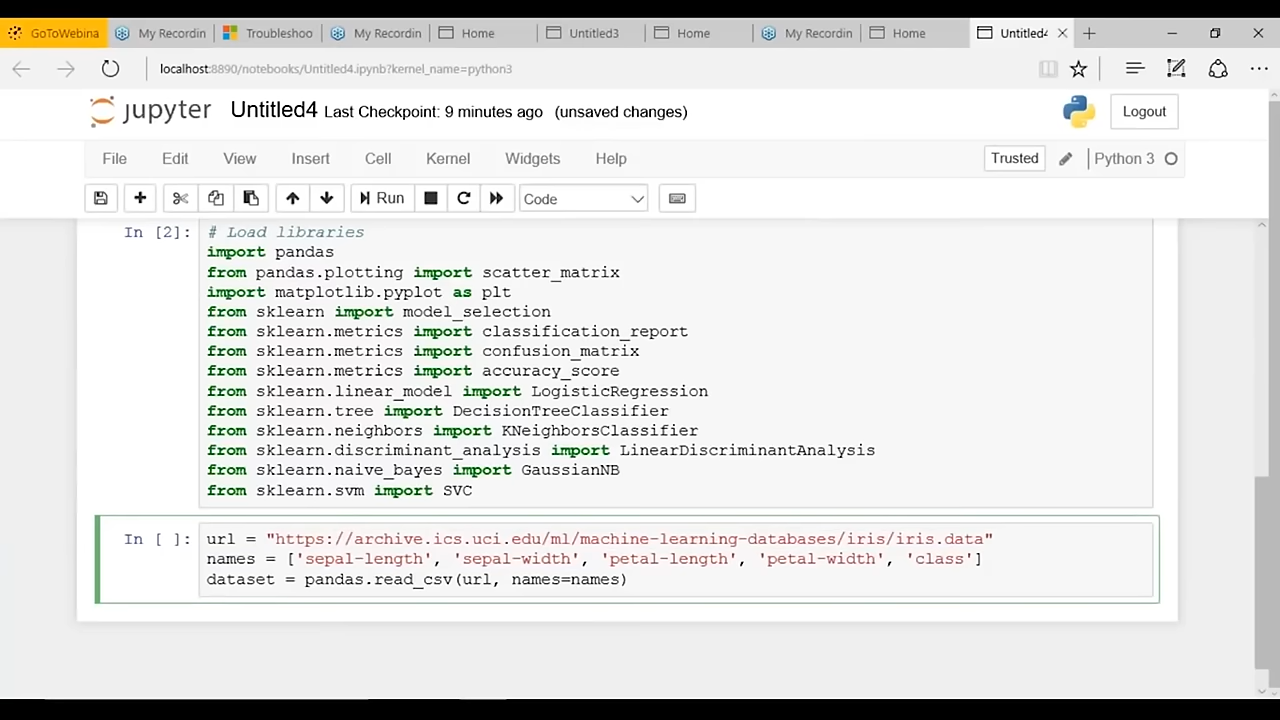 GoToWebina
My Recordin
Troubleshoo
My Recordin
Home
Untitled3
Home
My Recordin
Home
Untitled4
localhost:8890/notebooks/Untitled4.ipynb?kernel_name=python3
jupyter
Untitled4 Last Checkpoint: 9 minutes ago (unsaved changes)
Logout
File Edit View Insert Cell Kernel Widgets Help
Trusted
Python 3
Run
Code
In [2]:
# Load libraries
import pandas
from pandas.plotting import scatter_matrix
import matplotlib.pyplot as plt
from sklearn import model_selection
from sklearn.metrics import classification_report
from sklearn.metrics import confusion_matrix
from sklearn.metrics import accuracy_score
from sklearn.linear_model import LogisticRegression
from sklearn.tree import DecisionTreeClassifier
from sklearn.neighbors import KNeighborsClassifier
from sklearn.discriminant_analysis import LinearDiscriminantAnalysis
from sklearn.naive_bayes import GaussianNB
from sklearn.svm import SVC
In [ ]:
url = "https://archive.ics.uci.edu/ml/machine-learning-databases/iris/iris.data"
names = ['sepal-length', 'sepal-width', 'petal-length', 'petal-width', 'class']
dataset = pandas.read_csv(url, names=names)